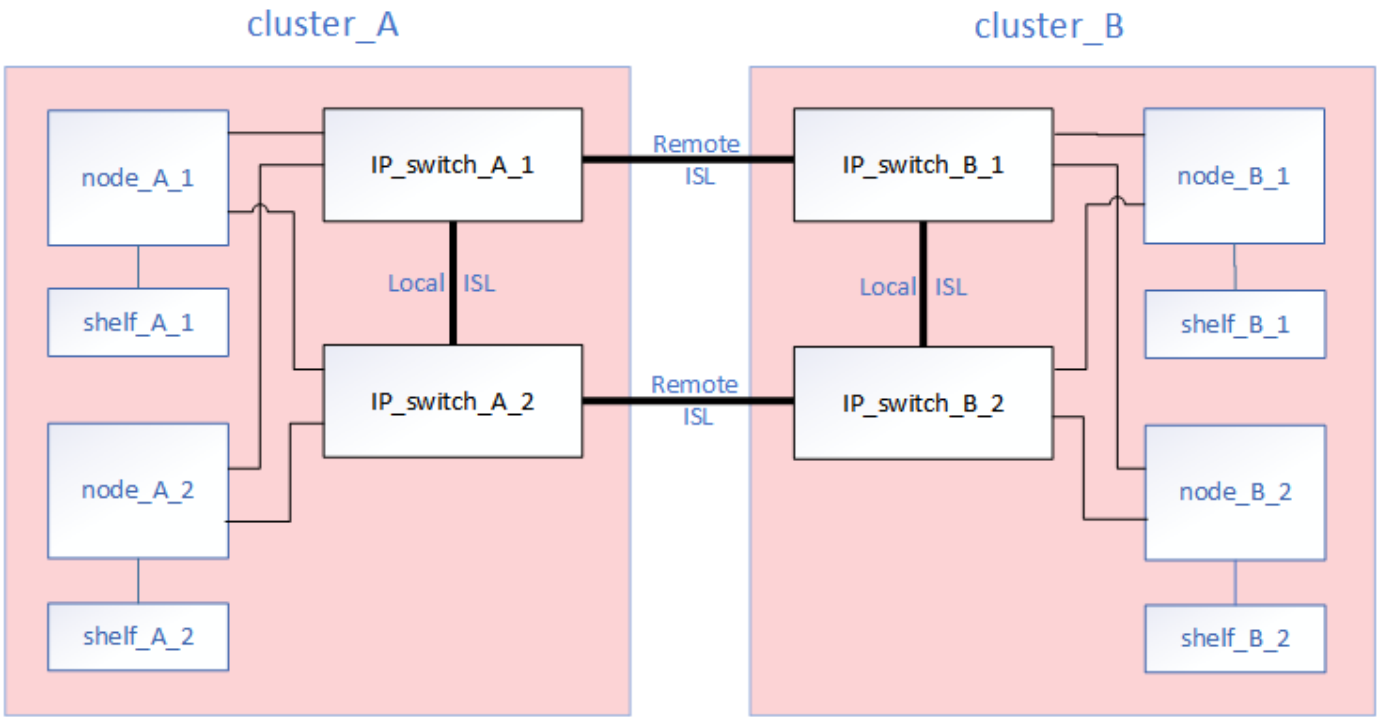 cluster_A
cluster_B
node_A_1
IP_switch_A_1
Remote
ISL
IP_switch_B_1
node_B_1
Local ISL
Local ISL
shelf_A_1
shelf_B_1
IP_switch_A_2
Remote
ISL
IP_switch_B_2
node_A_2
node_B_2
shelf_A_2
shelf_B_2